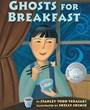 GHOSTS FOR
BREAKFAST
by STANLEY TODD TERASAKI
illustrated by SHELLY SHINJO